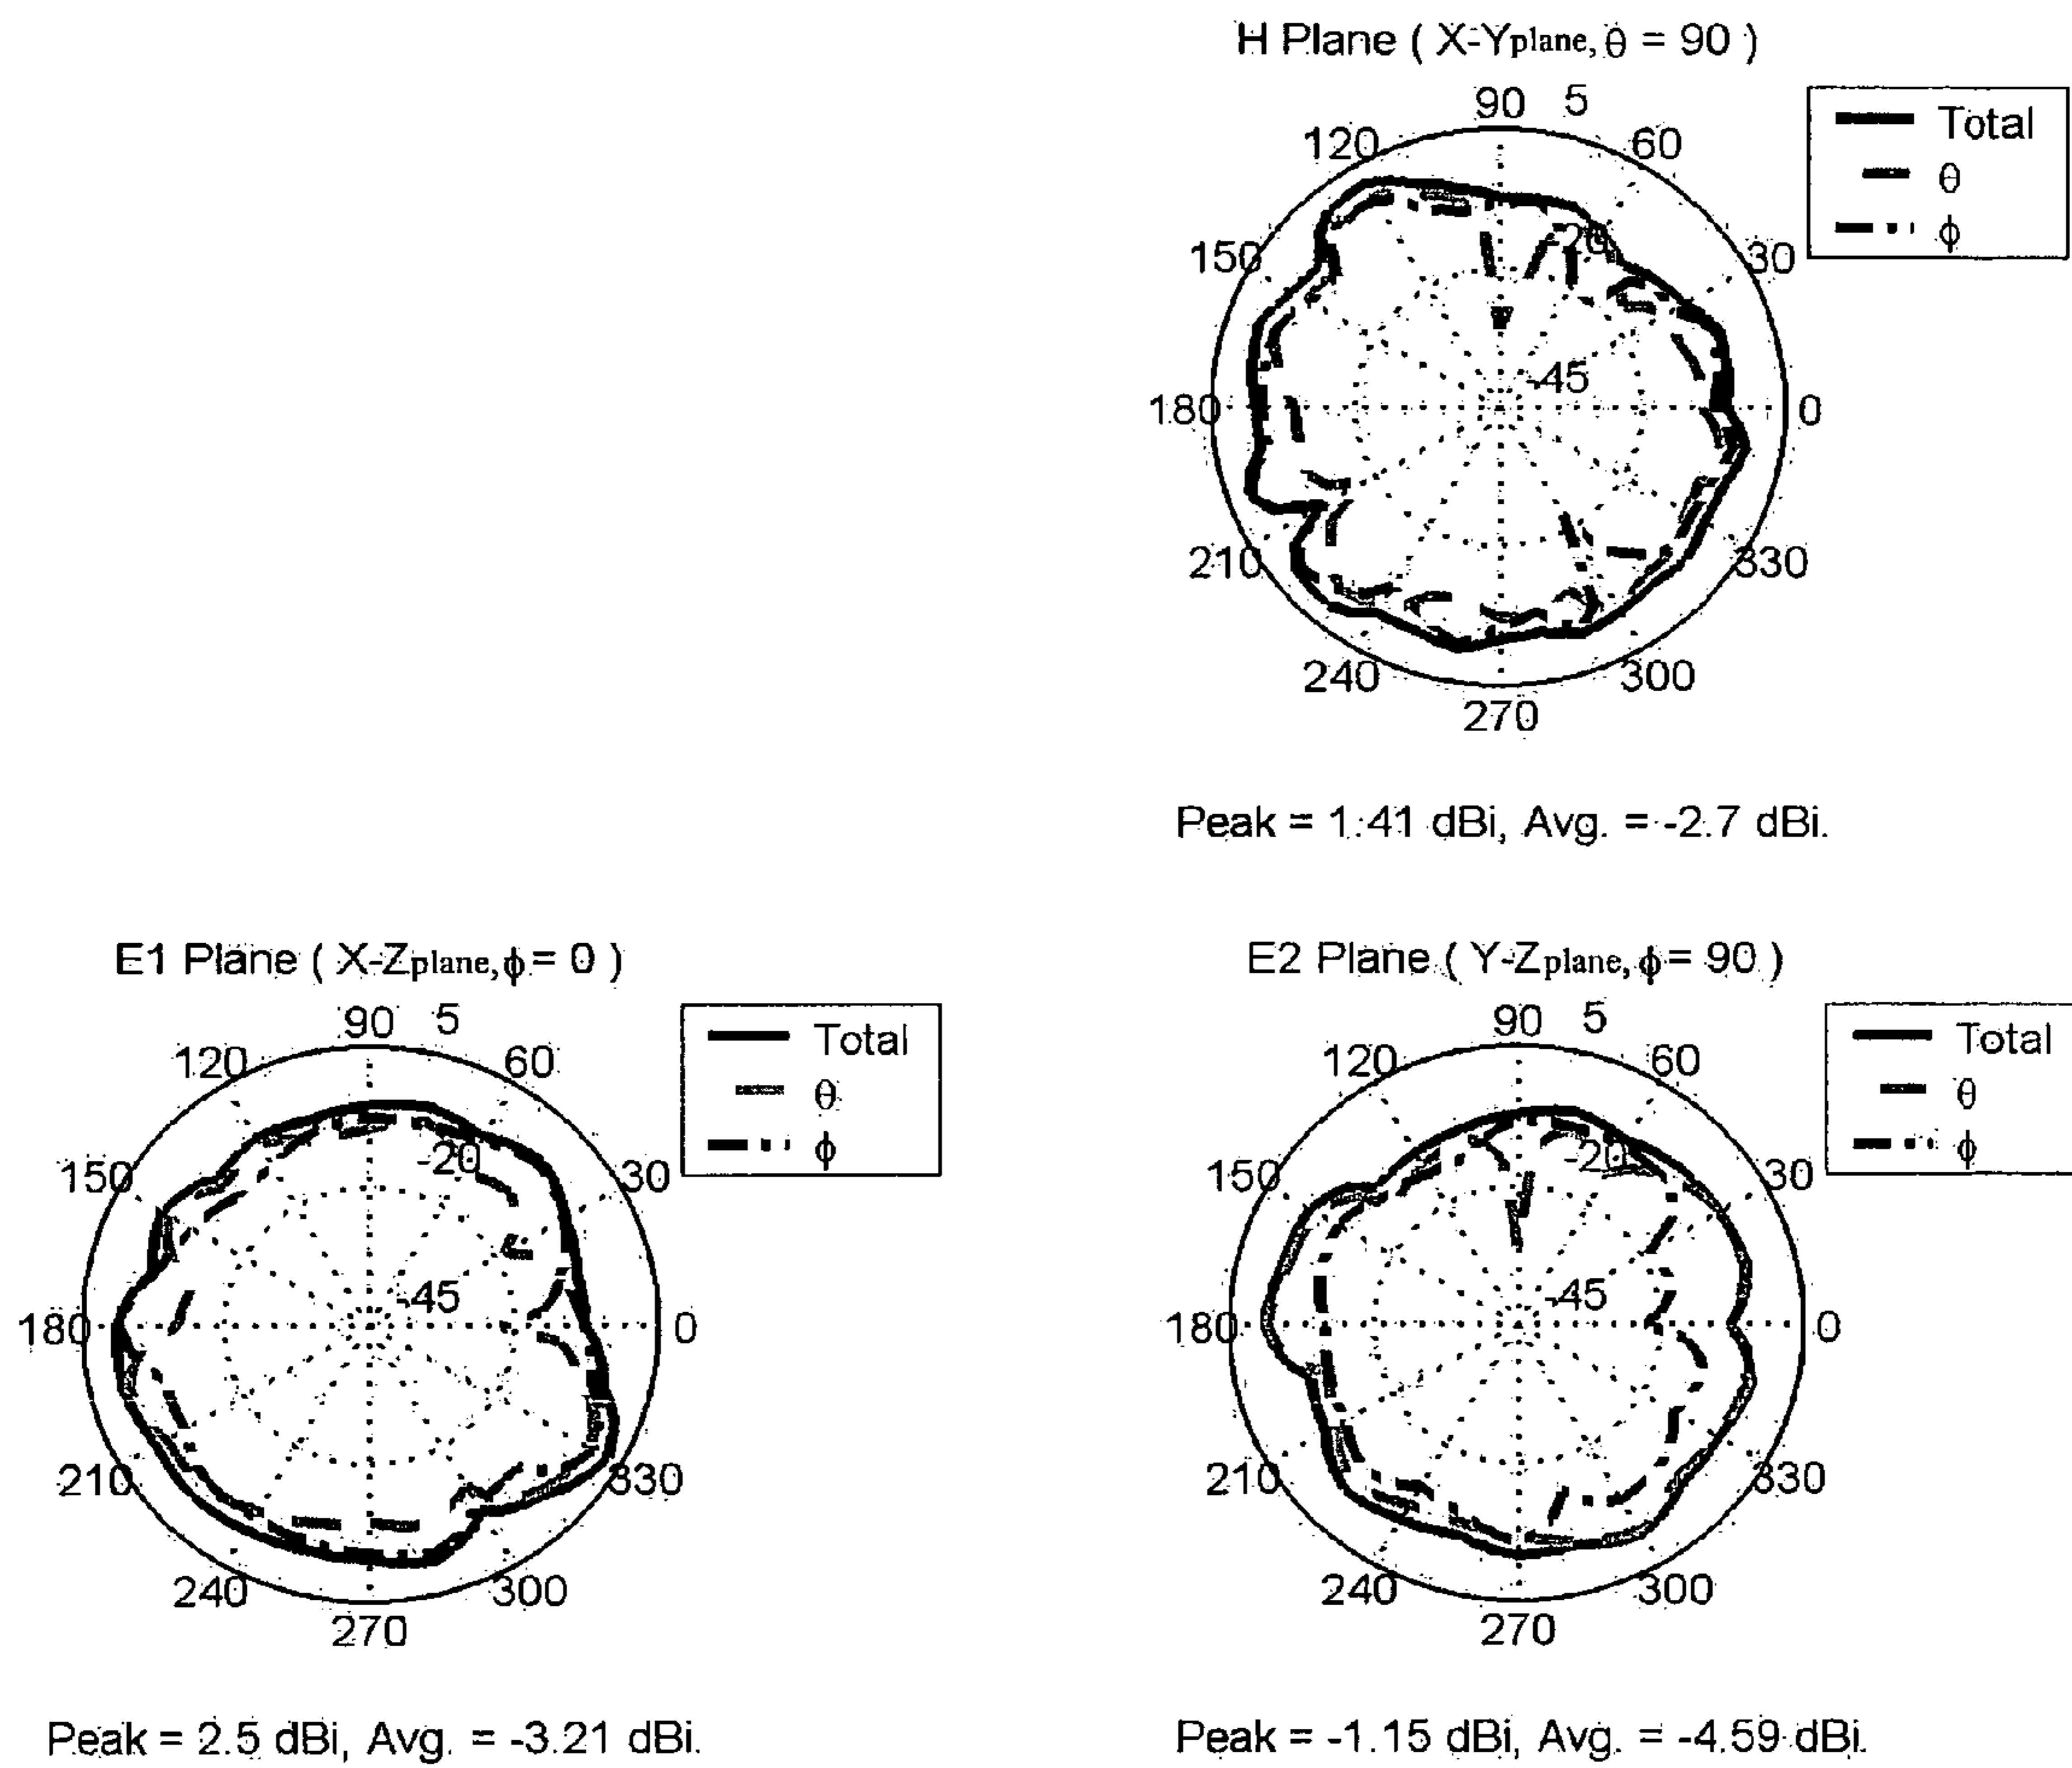 H Plane ( X-Yplane, θ = 90 )
90 5
120 60
Total
θ
ϕ
150 -20 30
-45
180 0
210 330
240 300
270
Peak = 1.41 dBi, Avg. = -2.7 dBi.
E1 Plane ( X-Zplane, ϕ = 0 )
90 5
120 60
Total
θ
ϕ
150 -20 30
-45
180 0
210 330
240 300
270
Peak = 2.5 dBi, Avg. = -3.21 dBi.
E2 Plane ( Y-Zplane, ϕ = 90 )
90 5
120 60
Total
θ
ϕ
150 -20 30
-45
180 0
210 330
240 300
270
Peak = -1.15 dBi, Avg. = -4.59 dBi.